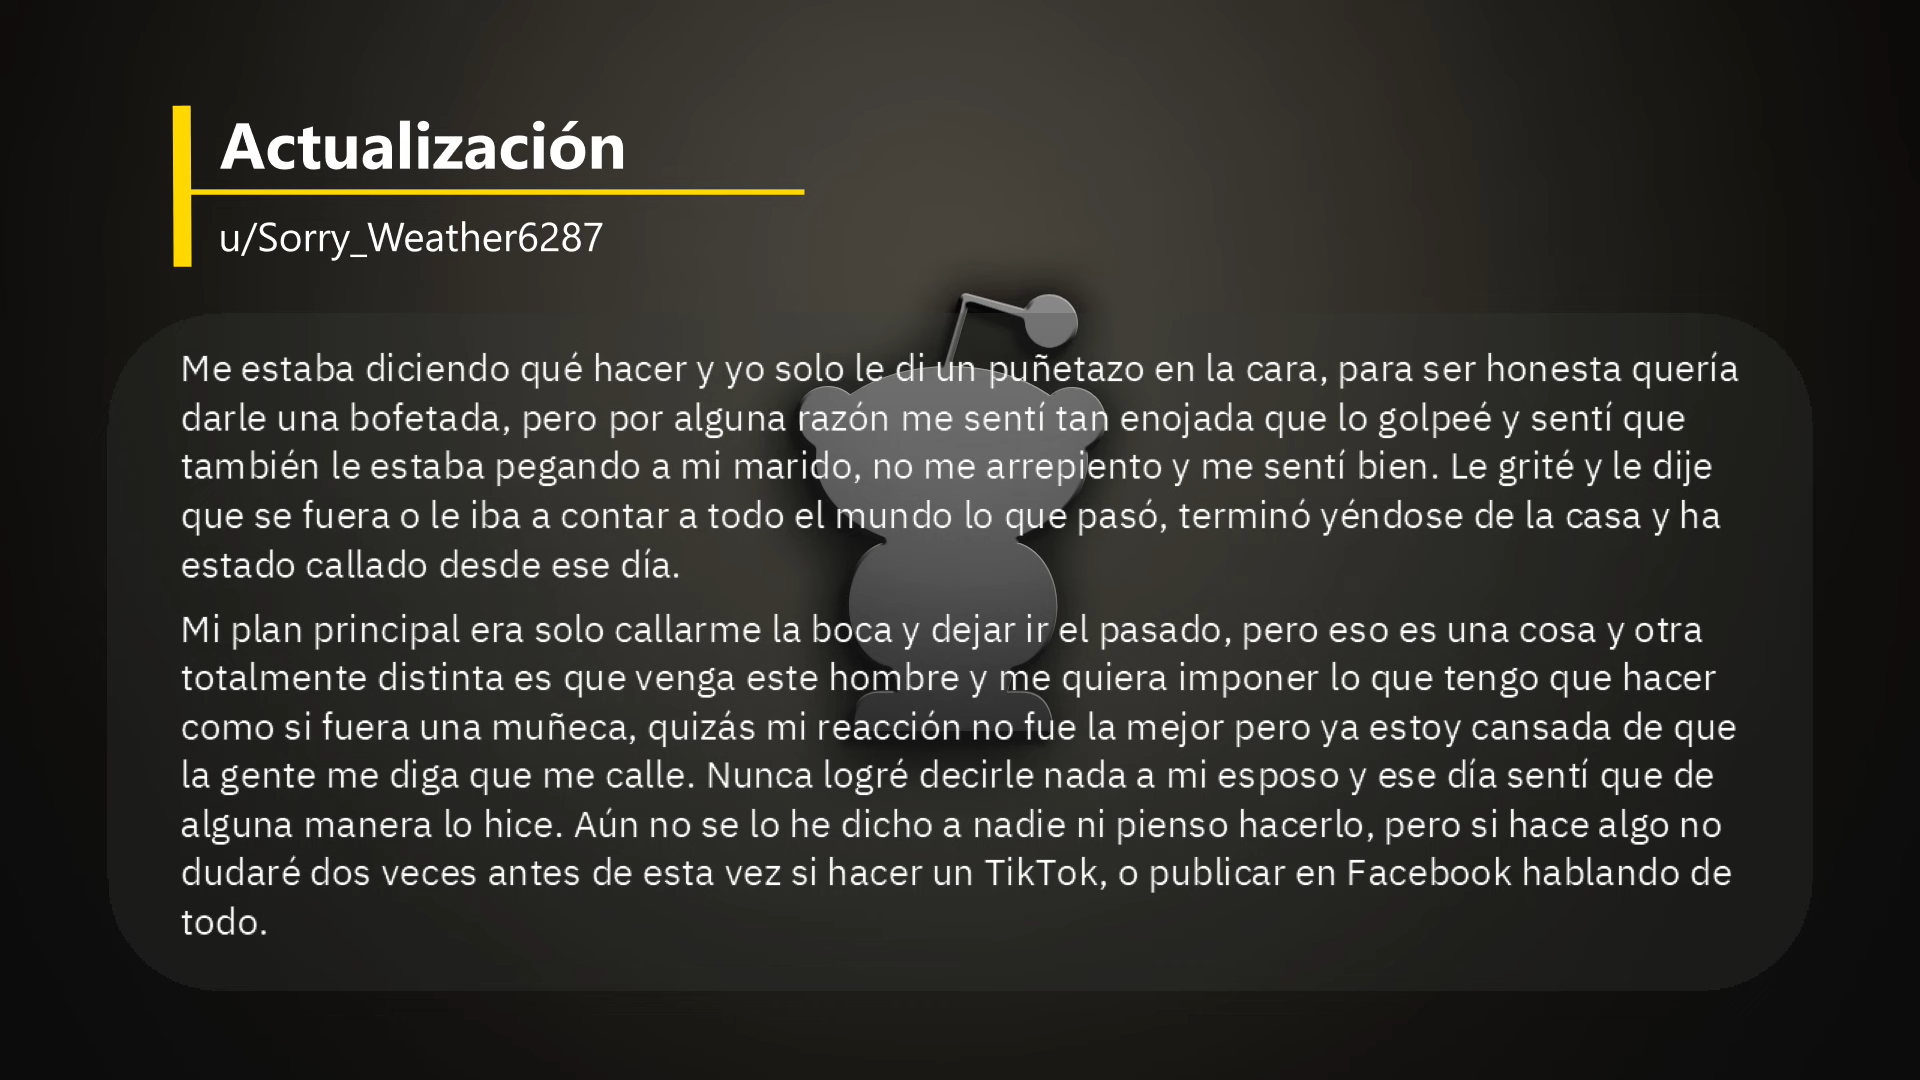 Actualización
u/Sorry_Weather6287
Me estaba diciendo qué hacer y yo solo le di un puñetazo en la cara, para ser honesta quería
darle una bofetada, pero por alguna razón me sentí tan enojada que lo golpeé y sentí que
también le estaba pegando a mi marido, no me arrepiento y me sentí bien. Le grité y le dije
que se fuera o le iba a contar a todo el mundo lo que pasó, terminó yéndose de la casa y ha
estado callado desde ese día.
Mi plan principal era solo callarme la boca y dejar ir el pasado, pero eso es una cosa y otra
totalmente distinta es que venga este hombre y me quiera imponer lo que tengo que hacer
como si fuera una muñeca, quizás mi reacción no fue la mejor pero ya estoy cansada de que
la gente me diga que me calle. Nunca logré decirle nada a mi esposo y ese día sentí que de
alguna manera lo hice. Aún no se lo he dicho a nadie ni pienso hacerlo, pero si hace algo no
dudaré dos veces antes de esta vez si hacer un TikTok, o publicar en Facebook hablando de
todo.